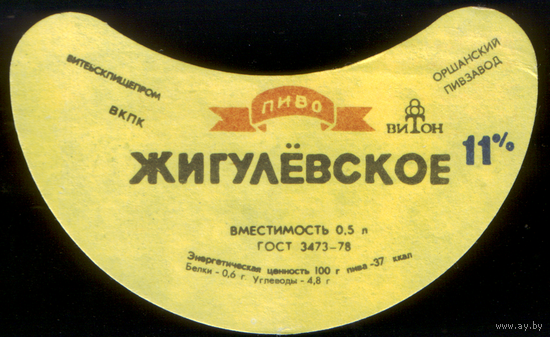 ВИТЕБСКПИЩЕПРОМ
ВКПК
ПИВО
ВИТОН
ОРШАНСКИЙ
ПИВЗАВОД
ЖИГУЛЁВСКОЕ 11%
ВМЕСТИМОСТЬ 0,5 л
ГОСТ 3473-78
Энергетическая ценность 100 г пива -37 ккал
Белки - 0,6 г. Углеводы - 4,8 г
www.ay.by